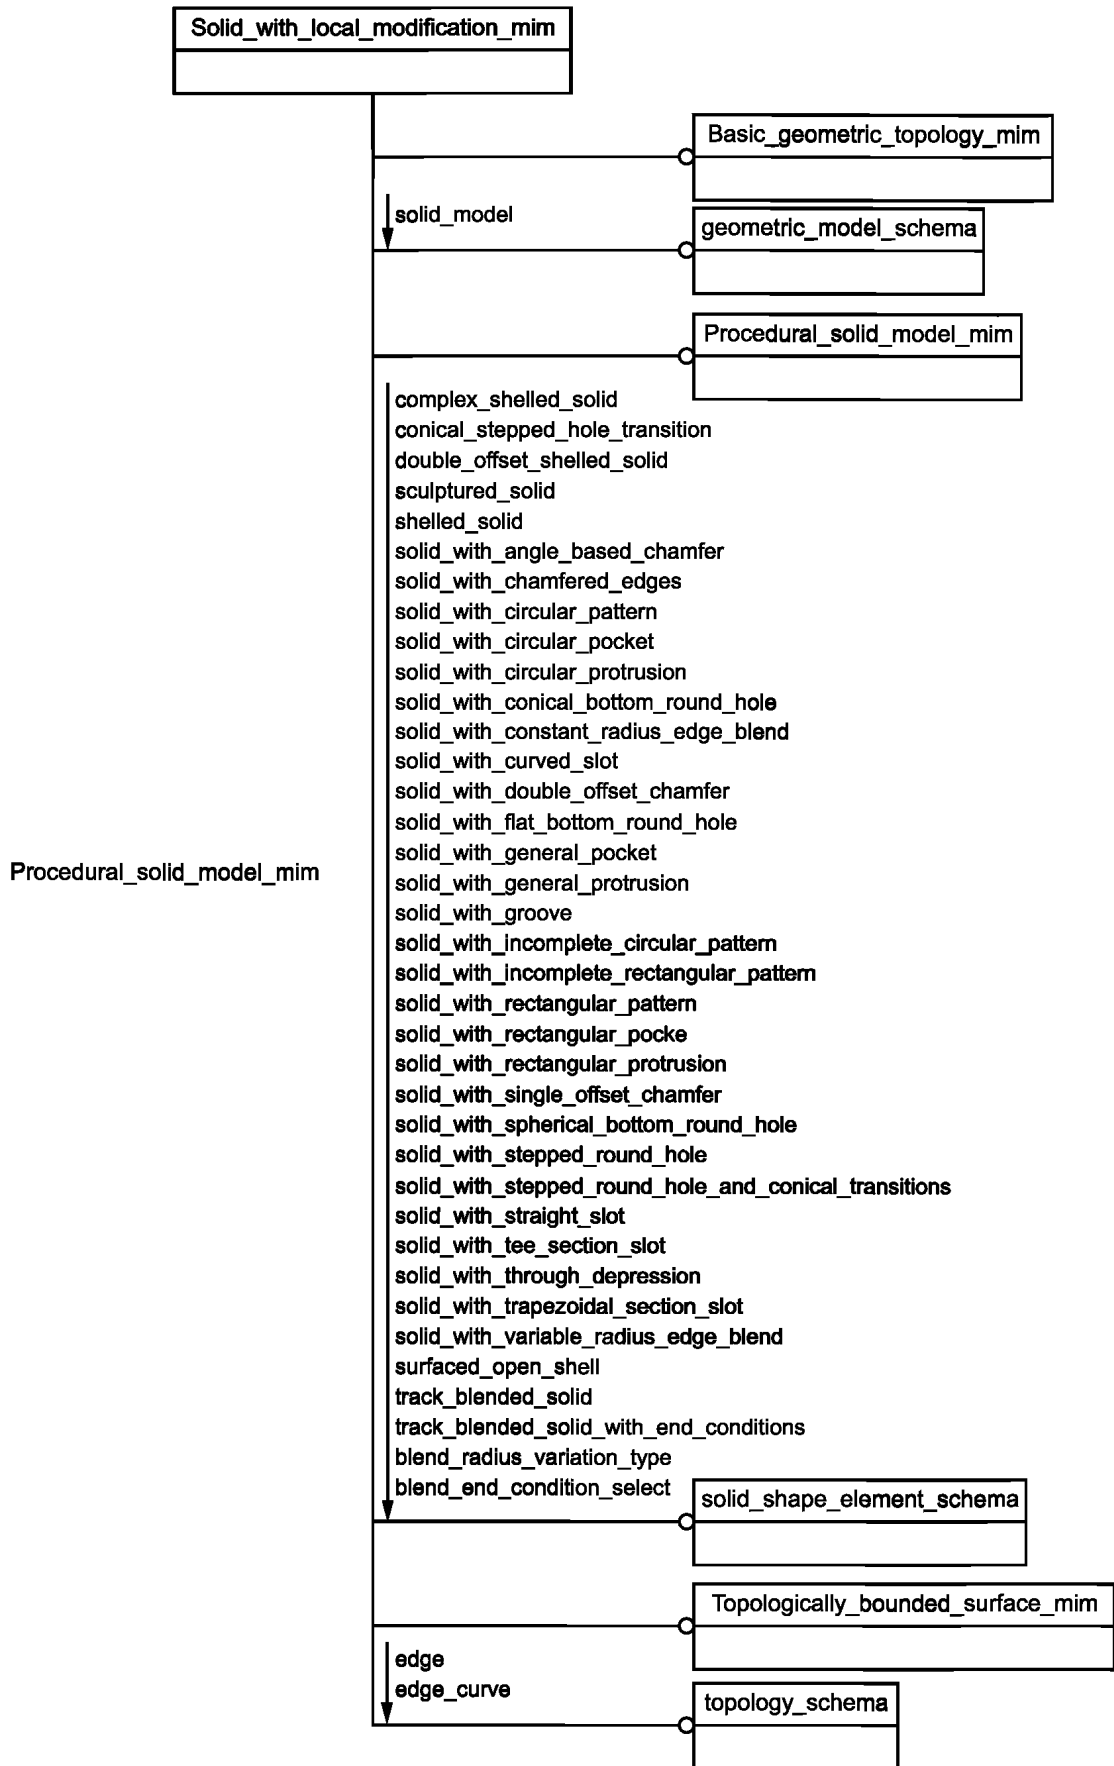 Solid_with_local_modification_mim
Basic_geometric_topology_mim
solid_model
geometric_model_schema
Procedural_solid_model_mim
complex_shelled_solid
conical_stepped_hole_transition
double_offset_shelled_solid
sculptured_solid
shelled_solid
solid_with_angle_based_chamfer
solid_with_chamfered_edges
solid_with_circular_pattern
solid_with_circular_pocket
solid_with_circular_protrusion
solid_with_conical_bottom_round_hole
solid_with_constant_radius_edge_blend
solid_with_curved_slot
solid_with_double_offset_chamfer
solid_with_flat_bottom_round_hole
solid_with_general_pocket
Procedural_solid_model_mim
solid_with_general_protrusion
solid_with_groove
solid_with_incomplete_circular_pattern
solid_with_incomplete_rectangular_pattern
solid_with_rectangular_pattern
solid_with_rectangular_pocke
solid_with_rectangular_protrusion
solid_with_single_offset_chamfer
solid_with_spherical_bottom_round_hole
solid_with_stepped_round_hole
solid_with_stepped_round_hole_and_conical_transitions
solid_with_straight_slot
solid_with_tee_section_slot
solid_with_through_depression
solid_with_trapezoidal_section_slot
solid_with_variable_radius_edge_blend
surfaced_open_shell
track_blended_solid
track_blended_solid_with_end_conditions
blend_radius_variation_type
blend_end_condition_select
solid_shape_element_schema
Topologically_bounded_surface_mim
edge
edge_curve
topology_schema